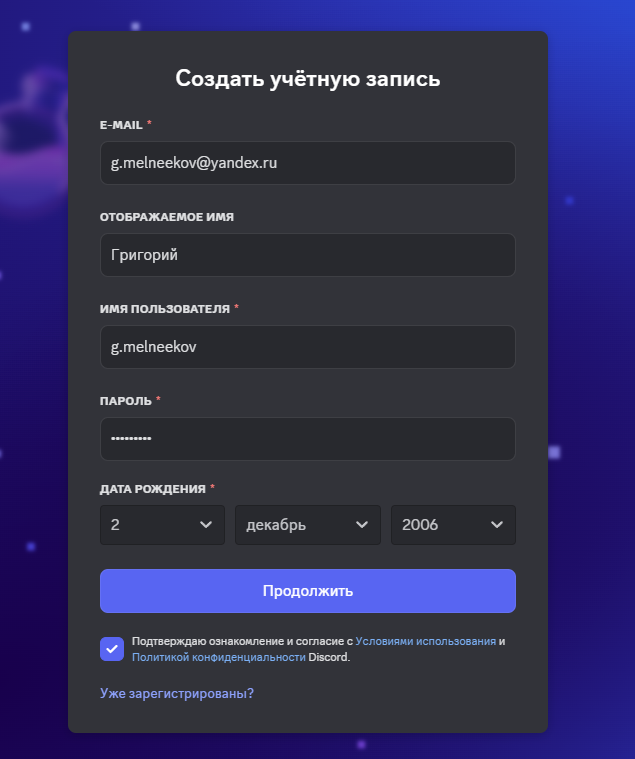 Создать учётную запись
E-MAIL *
g.melneekov@yandex.ru
ОТОБРАЖАЕМОЕ ИМЯ
Григорий
ИМЯ ПОЛЬЗОВАТЕЛЯ *
g.melneekov
ПАРОЛЬ *
•••••••••
ДАТА РОЖДЕНИЯ *
2 декабрь 2006
Продолжить
Подтверждаю ознакомление и согласие с Условиями использования и
Политикой конфиденциальности Discord.
Уже зарегистрированы?